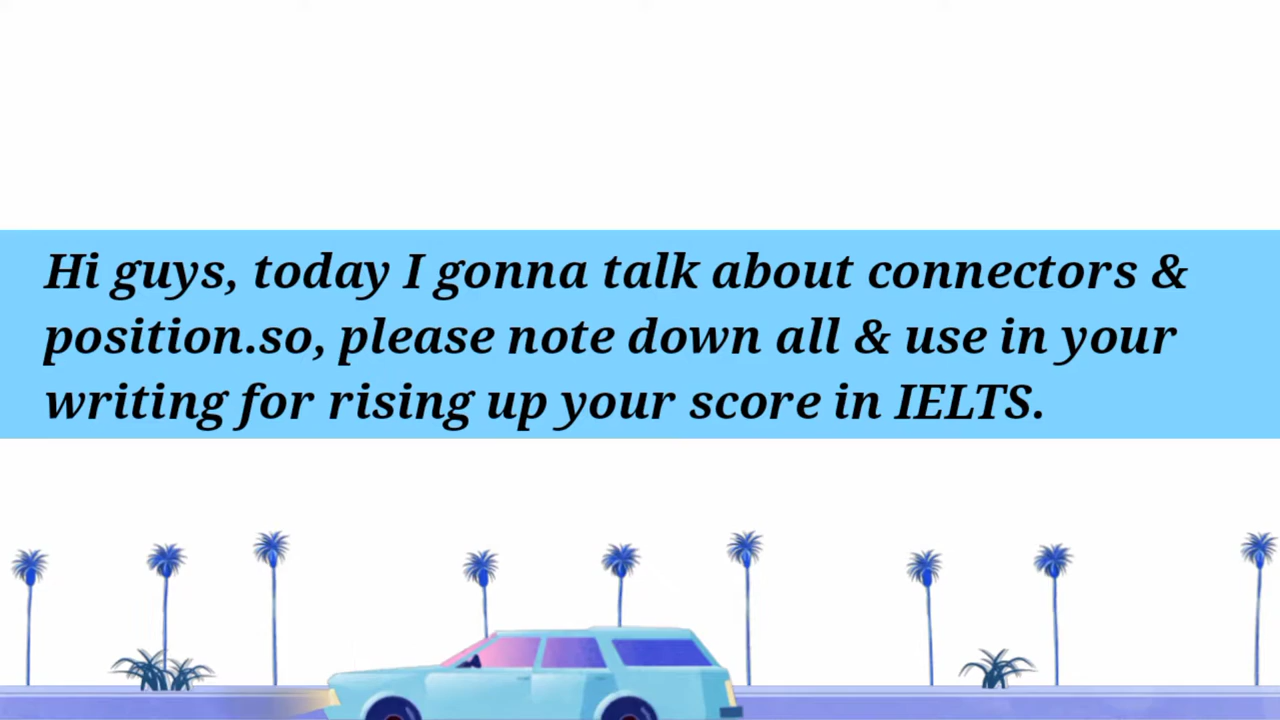 Hi guys, today I gonna talk about connectors &
position.so, please note down all & use in your
writing for rising up your score in IELTS.